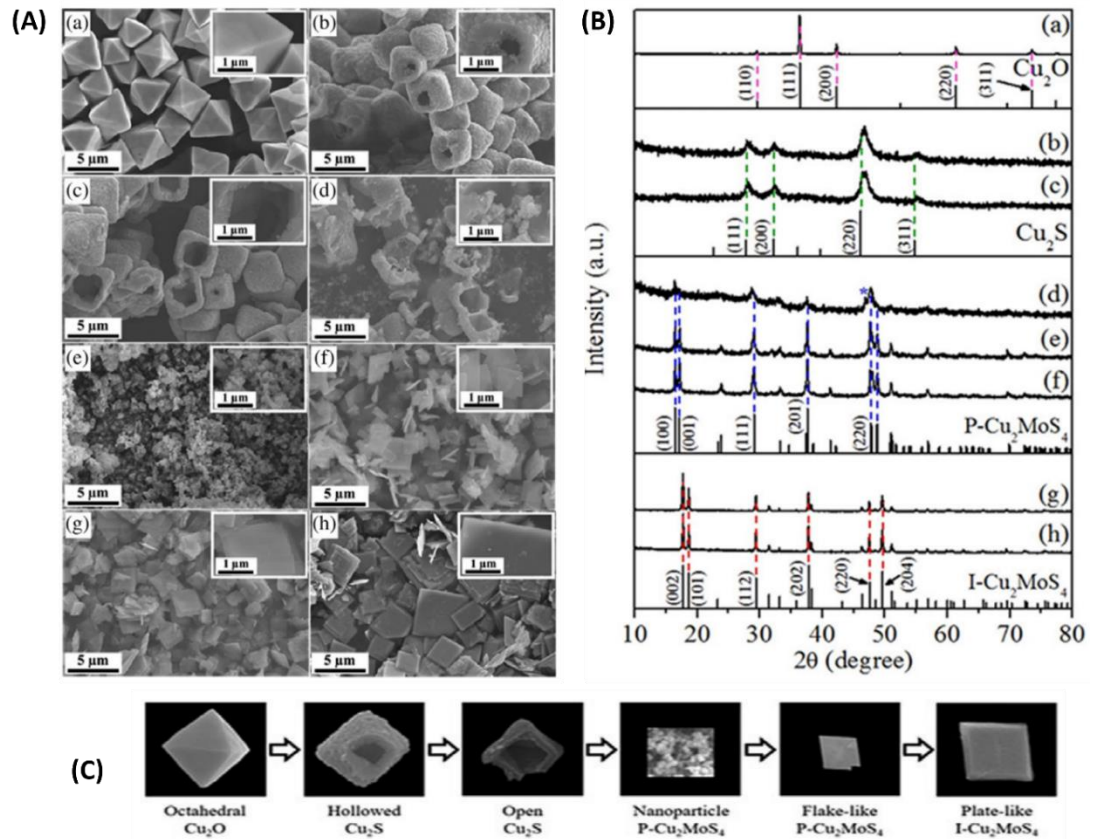 (A)
(a)
1 μm
5 μm
(b)
1 μm
5 μm
(c)
1 μm
5 μm
(d)
1 μm
5 μm
(e)
1 μm
5 μm
(f)
1 μm
5 μm
(g)
1 μm
5 μm
(h)
1 μm
5 μm
(B)
Intensity (a.u.)
(a)
Cu₂O
(110)
(111)
(200)
(220)
(311)
(b)
(c)
Cu₂S
(111)
(200)
(220)
(311)
(d)
*
(e)
(f)
P-Cu₂MoS₄
(100)
(001)
(111)
(201)
(220)
(g)
(h)
I-Cu₂MoS₄
(002)
(101)
(112)
(202)
(220)
(204)
10 20 30 40 50 60 70 80
2θ (degree)
(C)
Octahedral
Cu₂O
Hollowed
Cu₂S
Open
Cu₂S
Nanoparticle
P-Cu₂MoS₄
Flake-like
P-Cu₂MoS₄
Plate-like
I-Cu₂MoS₄